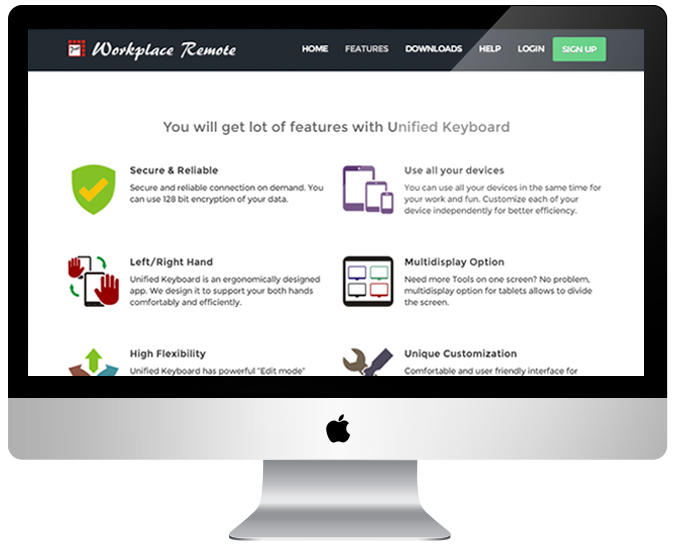 Workplace Remote
HOME FEATURES DOWNLOADS HELP LOGIN SIGN UP
You will get lot of features with Unified Keyboard
Secure & Reliable
Secure and reliable connection on demand. You
can use 128 bit encryption of your data.
Use all your devices
You can use all your devices in the same time for
your work and fun. Customize each of your
device independently for better efficiency.
Left/Right Hand
Unified Keyboard is an ergonomically designed
app. We design it to support your both hands
comfortably and efficiently.
Multidisplay Option
Need more Tools on one screen? No problem,
multidisplay option for tablets allows to divide
the screen.
High Flexibility
Unified Keyboard has powerful "Edit mode"
Unique Customization
Comfortable and user friendly interface for